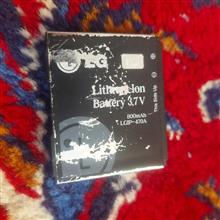 LG
Lithium Ion
Battery 3.7V
800mAh
LGIP-470A
This Side Up